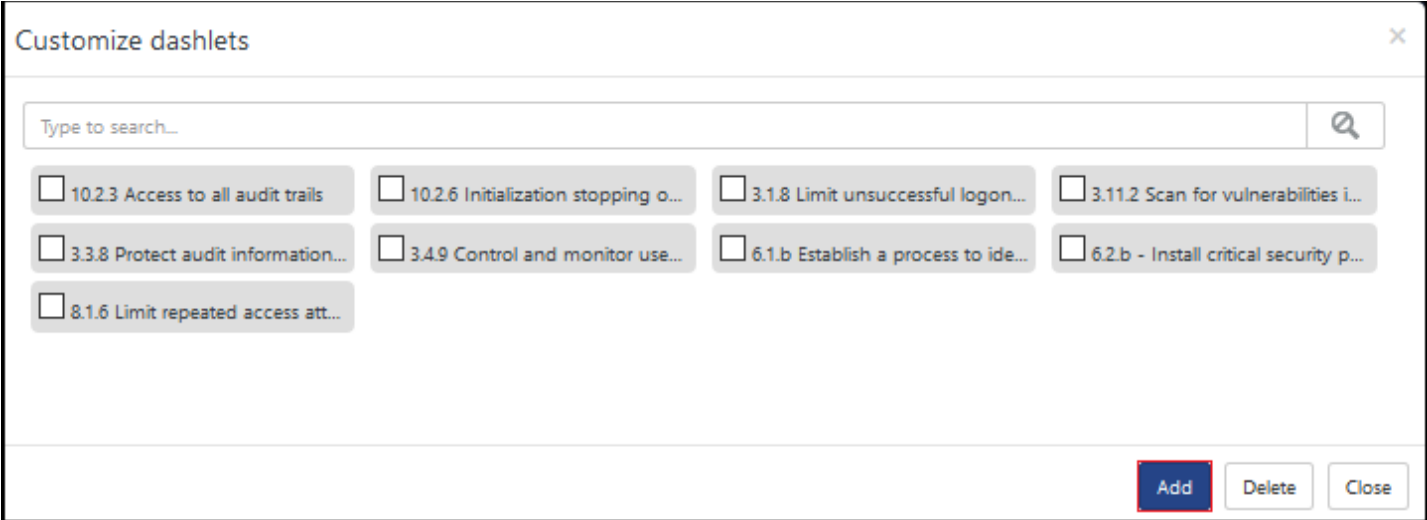 Customize dashlets
Type to search...
10.2.3 Access to all audit trails
10.2.6 Initialization stopping o...
3.1.8 Limit unsuccessful logon...
3.11.2 Scan for vulnerabilities i...
3.3.8 Protect audit information...
3.4.9 Control and monitor use...
6.1.b Establish a process to ide...
6.2.b - Install critical security p...
8.1.6 Limit repeated access att...
Add
Delete
Close